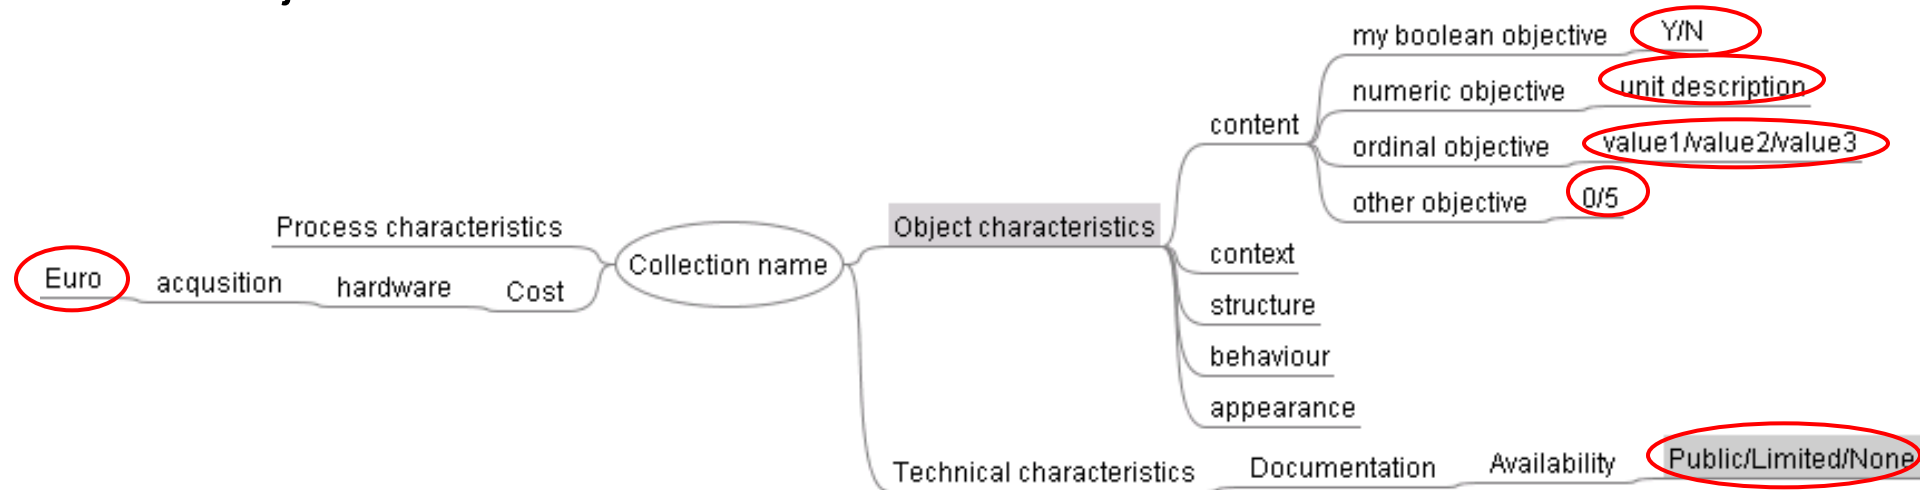 my boolean objective Y/N
numeric objective unit description
content
ordinal objective value1/value2/value3
other objective 0/5
Process characteristics
Object characteristics
Collection name
context
Euro acqusition hardware Cost
structure
behaviour
appearance
Technical characteristics Documentation Availability Public/Limited/None